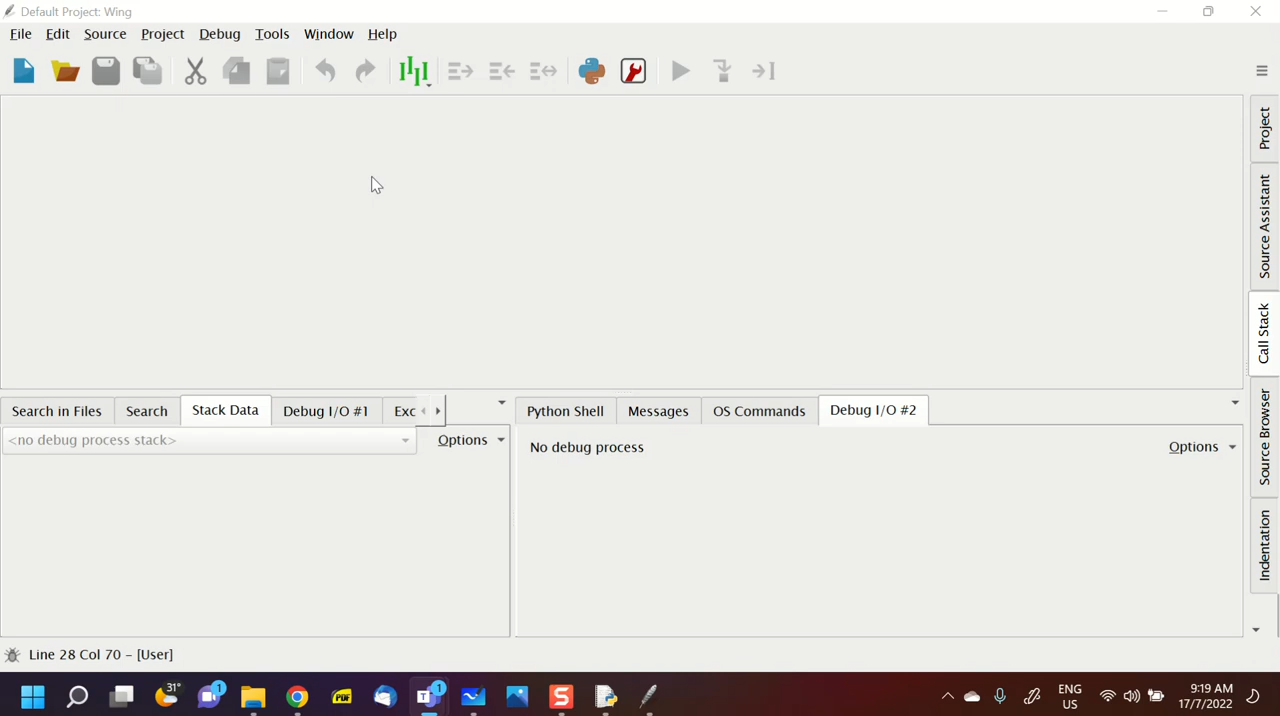 Default Project: Wing
File Edit Source Project Debug Tools Window Help
Project
Source Assistant
Call Stack
Source Browser
Indentation
Search in Files Search Stack Data Debug I/O #1 Exc
<no debug process stack> Options
Python Shell Messages OS Commands Debug I/O #2
No debug process Options
Line 28 Col 70 - [User]
31°
1
PDF
1
S
ENG
US
9:19 AM
17/7/2022